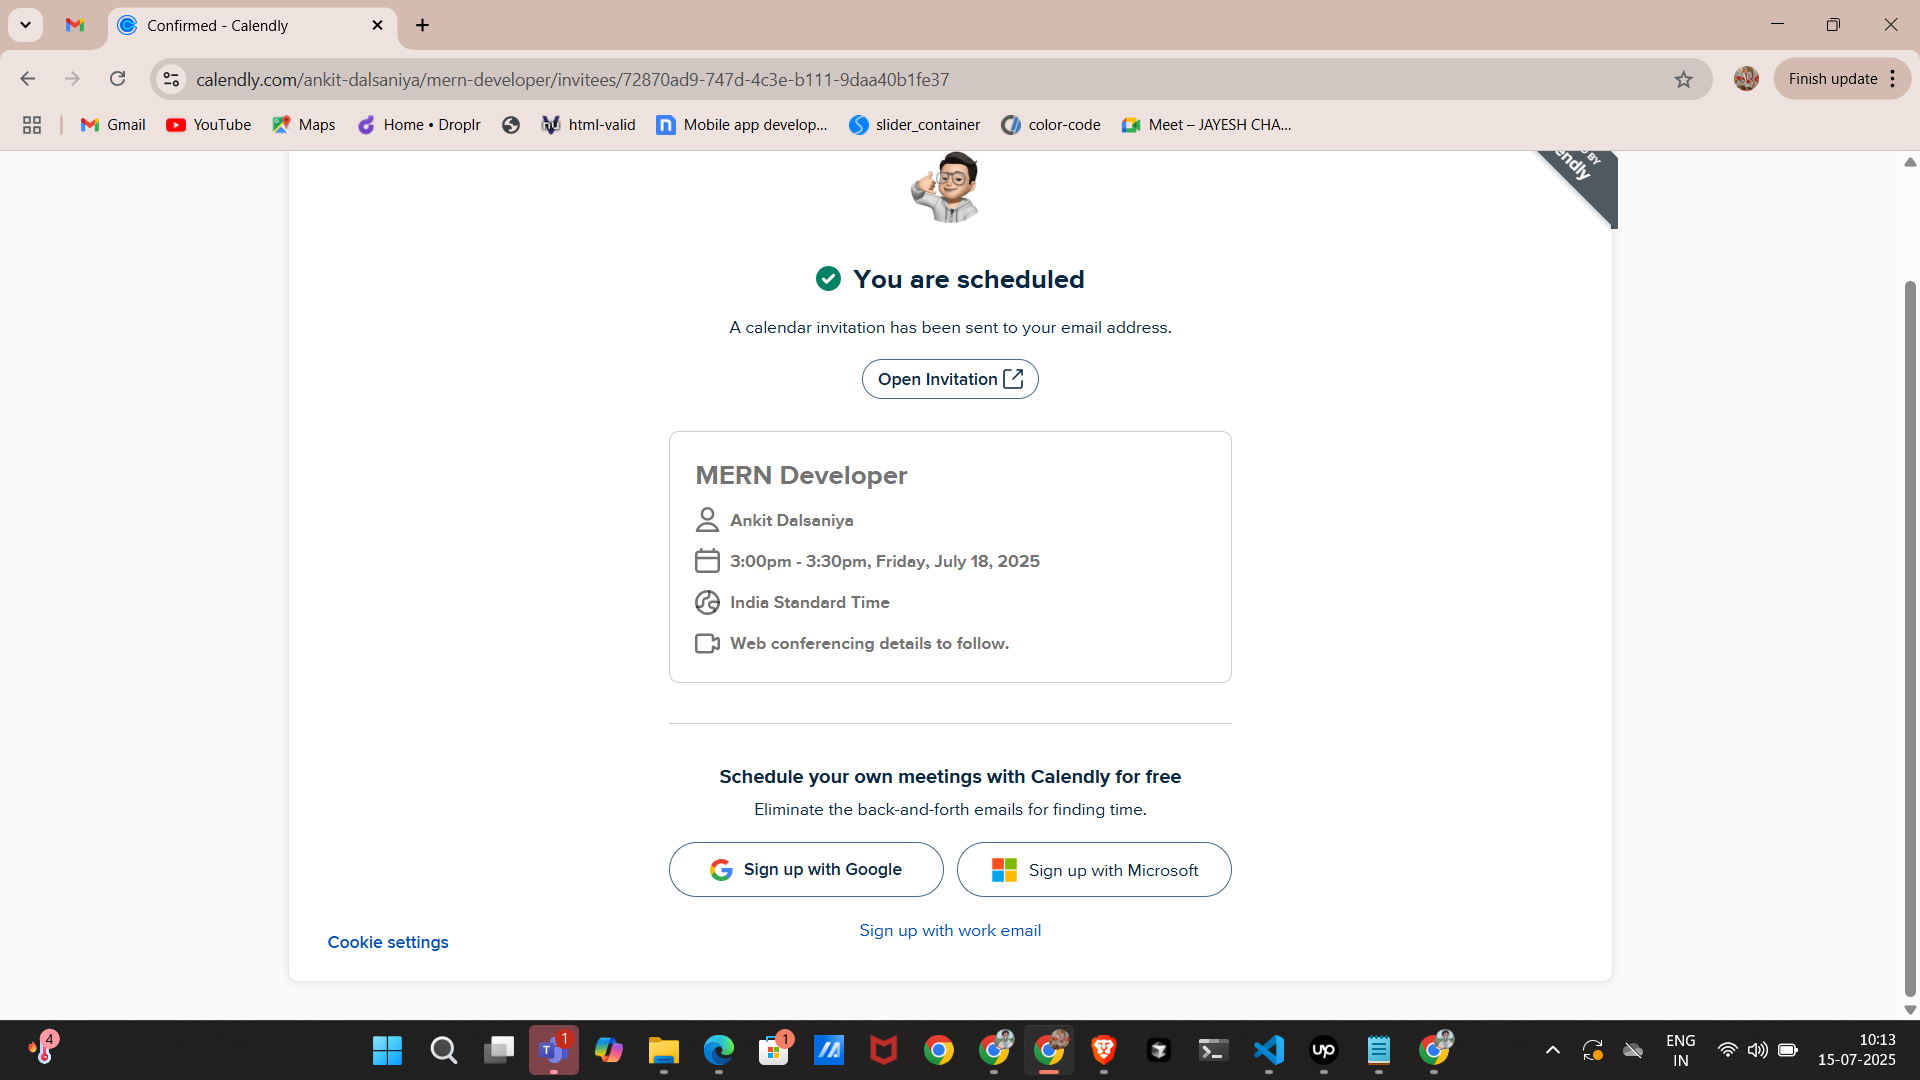 Confirmed - Calendly
calendly.com/ankit-dalsaniya/mern-developer/invitees/72870ad9-747d-4c3e-b111-9daa40b1fe37
Finish update
Gmail YouTube Maps Home • Droplr html-valid Mobile app develop... slider_container color-code Meet – JAYESH CHA...
BY
endly
You are scheduled
A calendar invitation has been sent to your email address.
Open Invitation
MERN Developer
Ankit Dalsaniya
3:00pm - 3:30pm, Friday, July 18, 2025
India Standard Time
Web conferencing details to follow.
Schedule your own meetings with Calendly for free
Eliminate the back-and-forth emails for finding time.
Sign up with Google Sign up with Microsoft
Sign up with work email
Cookie settings
4
1
1
up
ENG
IN
10:13
15-07-2025